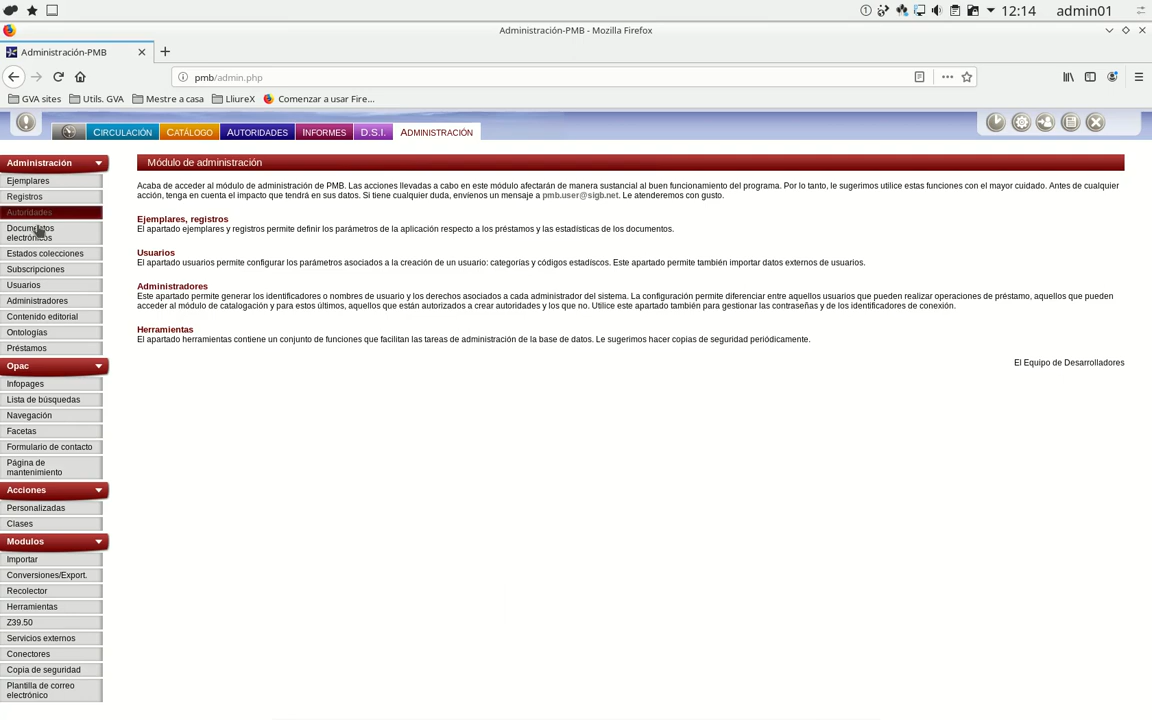 12:14 admin01
Administración-PMB - Mozilla Firefox
Administración-PMB
pmb/admin.php
GVA sites Utils. GVA Mestre a casa LliureX Comenzar a usar Fire...
CIRCULACIÓN CATÁLOGO AUTORIDADES INFORMES D.S.I. ADMINISTRACIÓN
Administración
Ejemplares
Registros
Autoridades
Documentos
electrónicos
Estados colecciones
Subscripciones
Usuarios
Administradores
Contenido editorial
Ontologías
Préstamos
Opac
Infopages
Lista de búsquedas
Navegación
Facetas
Formulario de contacto
Página de
mantenimiento
Acciones
Personalizadas
Clases
Modulos
Importar
Conversiones/Export.
Recolector
Herramientas
Z39.50
Servicios externos
Conectores
Copia de seguridad
Plantilla de correo
electrónico
Módulo de administración
Acaba de acceder al módulo de administración de PMB. Las acciones llevadas a cabo en este módulo afectarán de manera sustancial al buen funcionamiento del programa. Por lo tanto, le sugerimos utilice estas funciones con el mayor cuidado. Antes de cualquier
acción, tenga en cuenta el impacto que tendrá en sus datos. Si tiene cualquier duda, envíenos un mensaje a pmb.user@sigb.net. Le atenderemos con gusto.
Ejemplares, registros
El apartado ejemplares y registros permite definir los parámetros de la aplicación respecto a los préstamos y las estadísticas de los documentos.
Usuarios
El apartado usuarios permite configurar los parámetros asociados a la creación de un usuario: categorías y códigos estadíscos. Este apartado permite también importar datos externos de usuarios.
Administradores
Este apartado permite generar los identificadores o nombres de usuario y los derechos asociados a cada administrador del sistema. La configuración permite diferenciar entre aquellos usuarios que pueden realizar operaciones de préstamo, aquellos que pueden
acceder al módulo de catalogación y para estos últimos, aquellos que están autorizados a crear autoridades y los que no. Utilice este apartado también para gestionar las contraseñas y de los identificadores de conexión.
Herramientas
El apartado herramientas contiene un conjunto de funciones que facilitan las tareas de administración de la base de datos. Le sugerimos hacer copias de seguridad periódicamente.
El Equipo de Desarrolladores